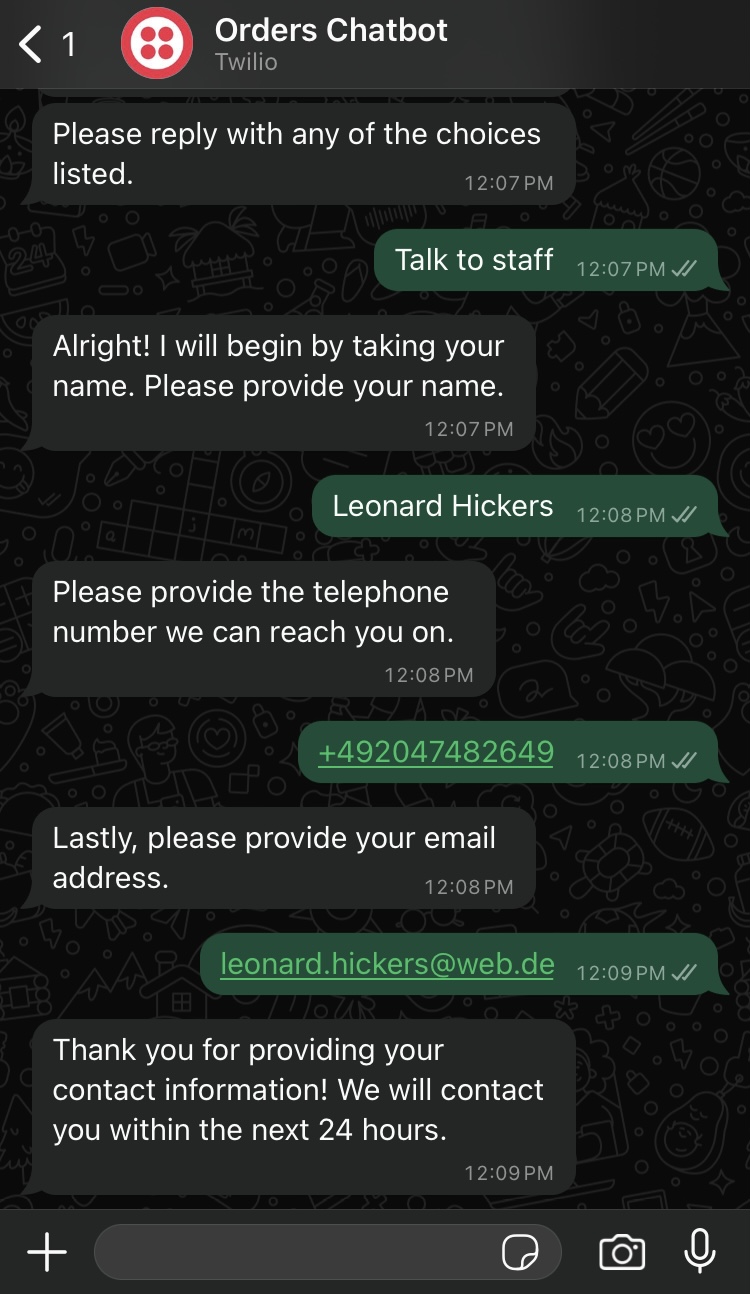 1
Orders Chatbot
Twilio
Please reply with any of the choices
listed.
12:07 PM
Talk to staff
12:07 PM
Alright! I will begin by taking your
name. Please provide your name.
12:07 PM
Leonard Hickers
12:08 PM
Please provide the telephone
number we can reach you on.
12:08 PM
+492047482649
12:08 PM
Lastly, please provide your email
address.
12:08 PM
leonard.hickers@web.de
12:09 PM
Thank you for providing your
contact information! We will contact
you within the next 24 hours.
12:09 PM